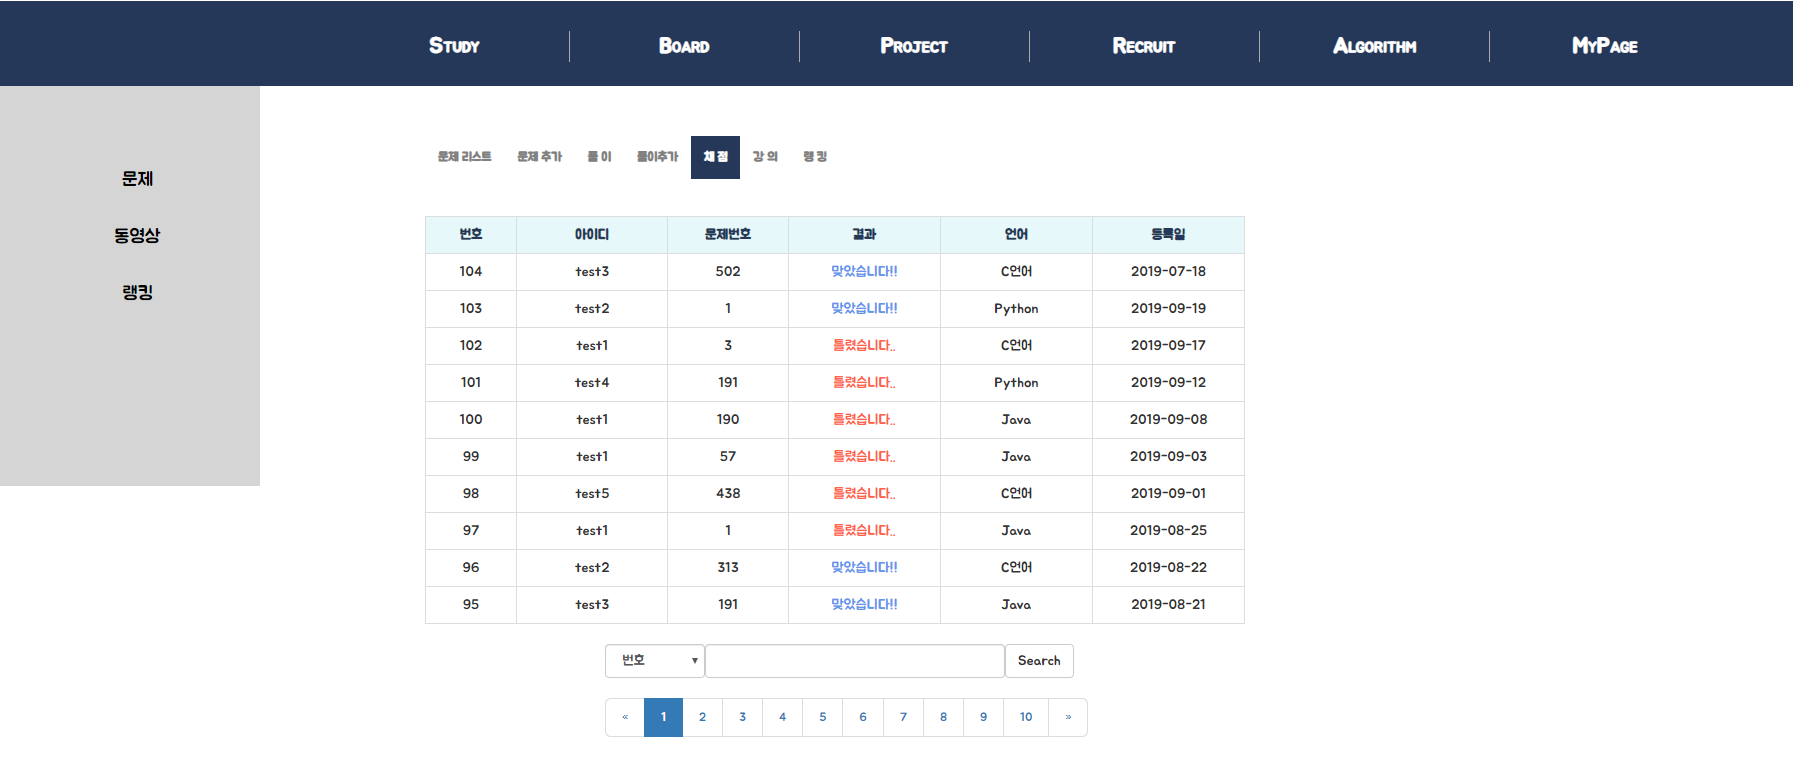 Study Board Project Recruit Algorithm MyPage
문제
동영상
랭킹
문제 리스트 문제 추가 풀 이 풀이추가 채 점 강 의 랭 킹
번호 아이디 문제번호 결과 언어 등록일
104 test3 502 맞았습니다!! C언어 2019-07-18
103 test2 1 맞았습니다!! Python 2019-09-19
102 test1 3 틀렸습니다.. C언어 2019-09-17
101 test4 191 틀렸습니다.. Python 2019-09-12
100 test1 190 틀렸습니다.. Java 2019-09-08
99 test1 57 틀렸습니다.. Java 2019-09-03
98 test5 438 틀렸습니다.. C언어 2019-09-01
97 test1 1 틀렸습니다.. Java 2019-08-25
96 test2 313 맞았습니다!! C언어 2019-08-22
95 test3 191 맞았습니다!! Java 2019-08-21
번호 Search
« 1 2 3 4 5 6 7 8 9 10 »